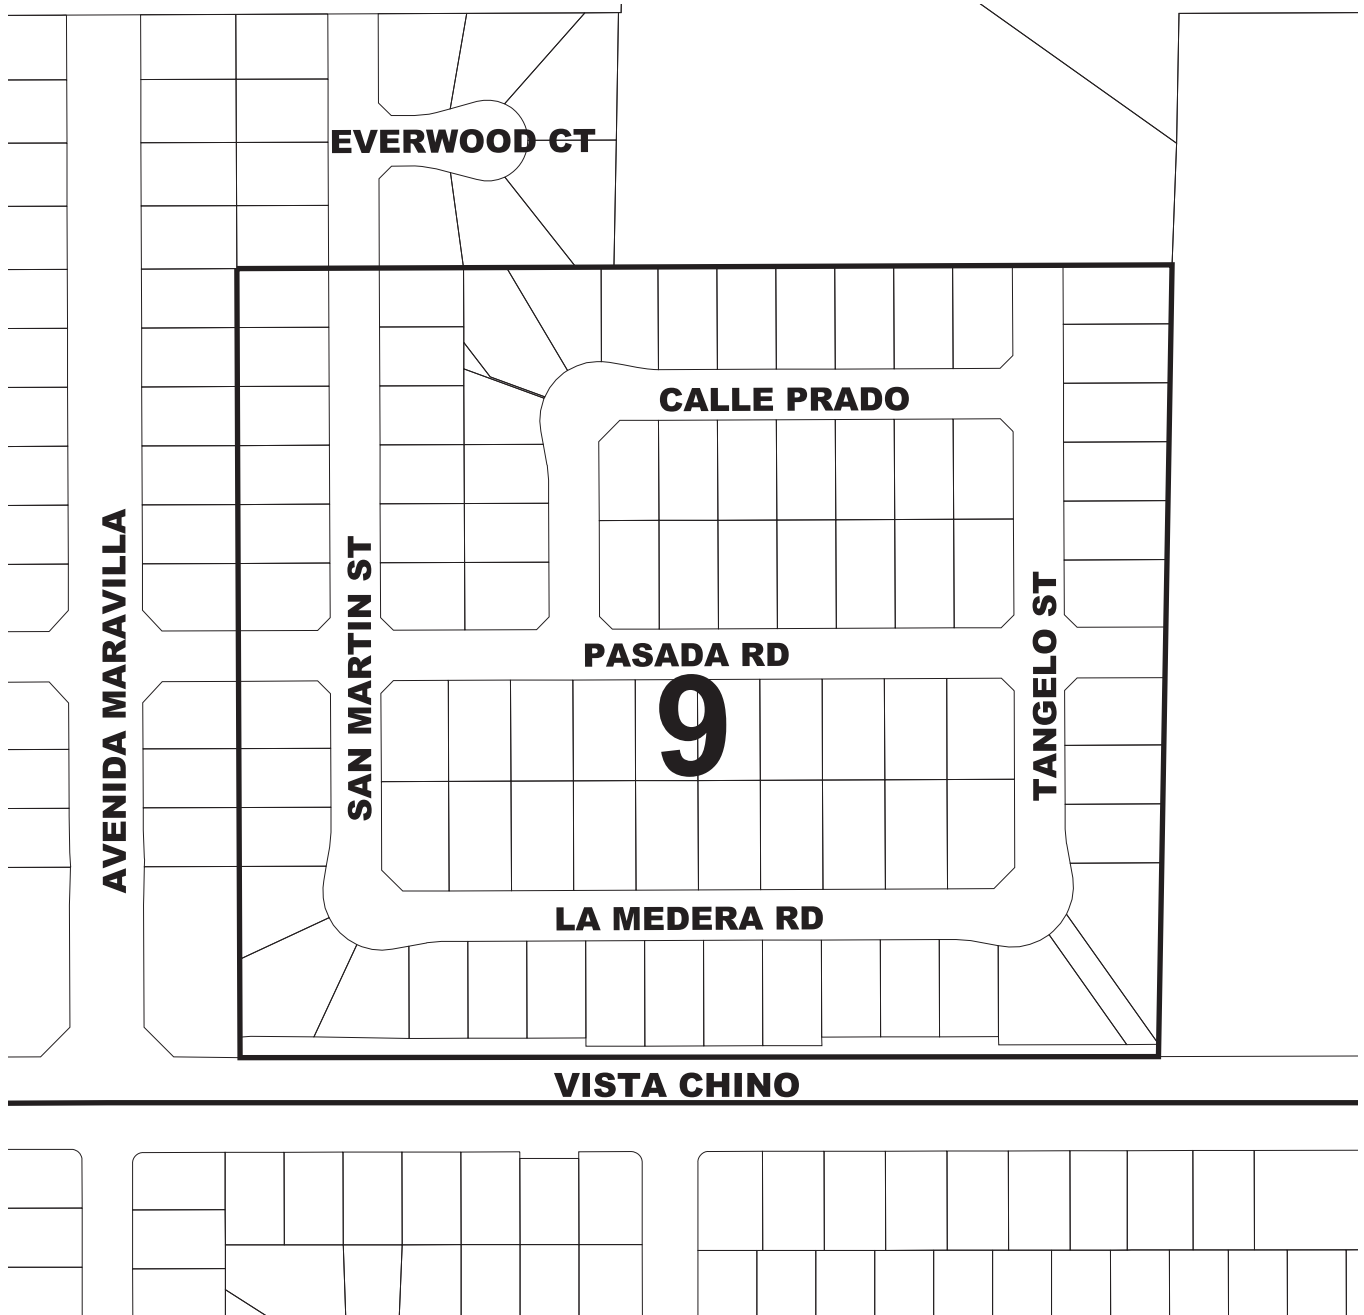 EVERWOOD CT
CALLE PRADO
AVENIDA MARAVILLA
SAN MARTIN ST
TANGELO ST
PASADA RD
9
LA MEDERA RD
VISTA CHINO